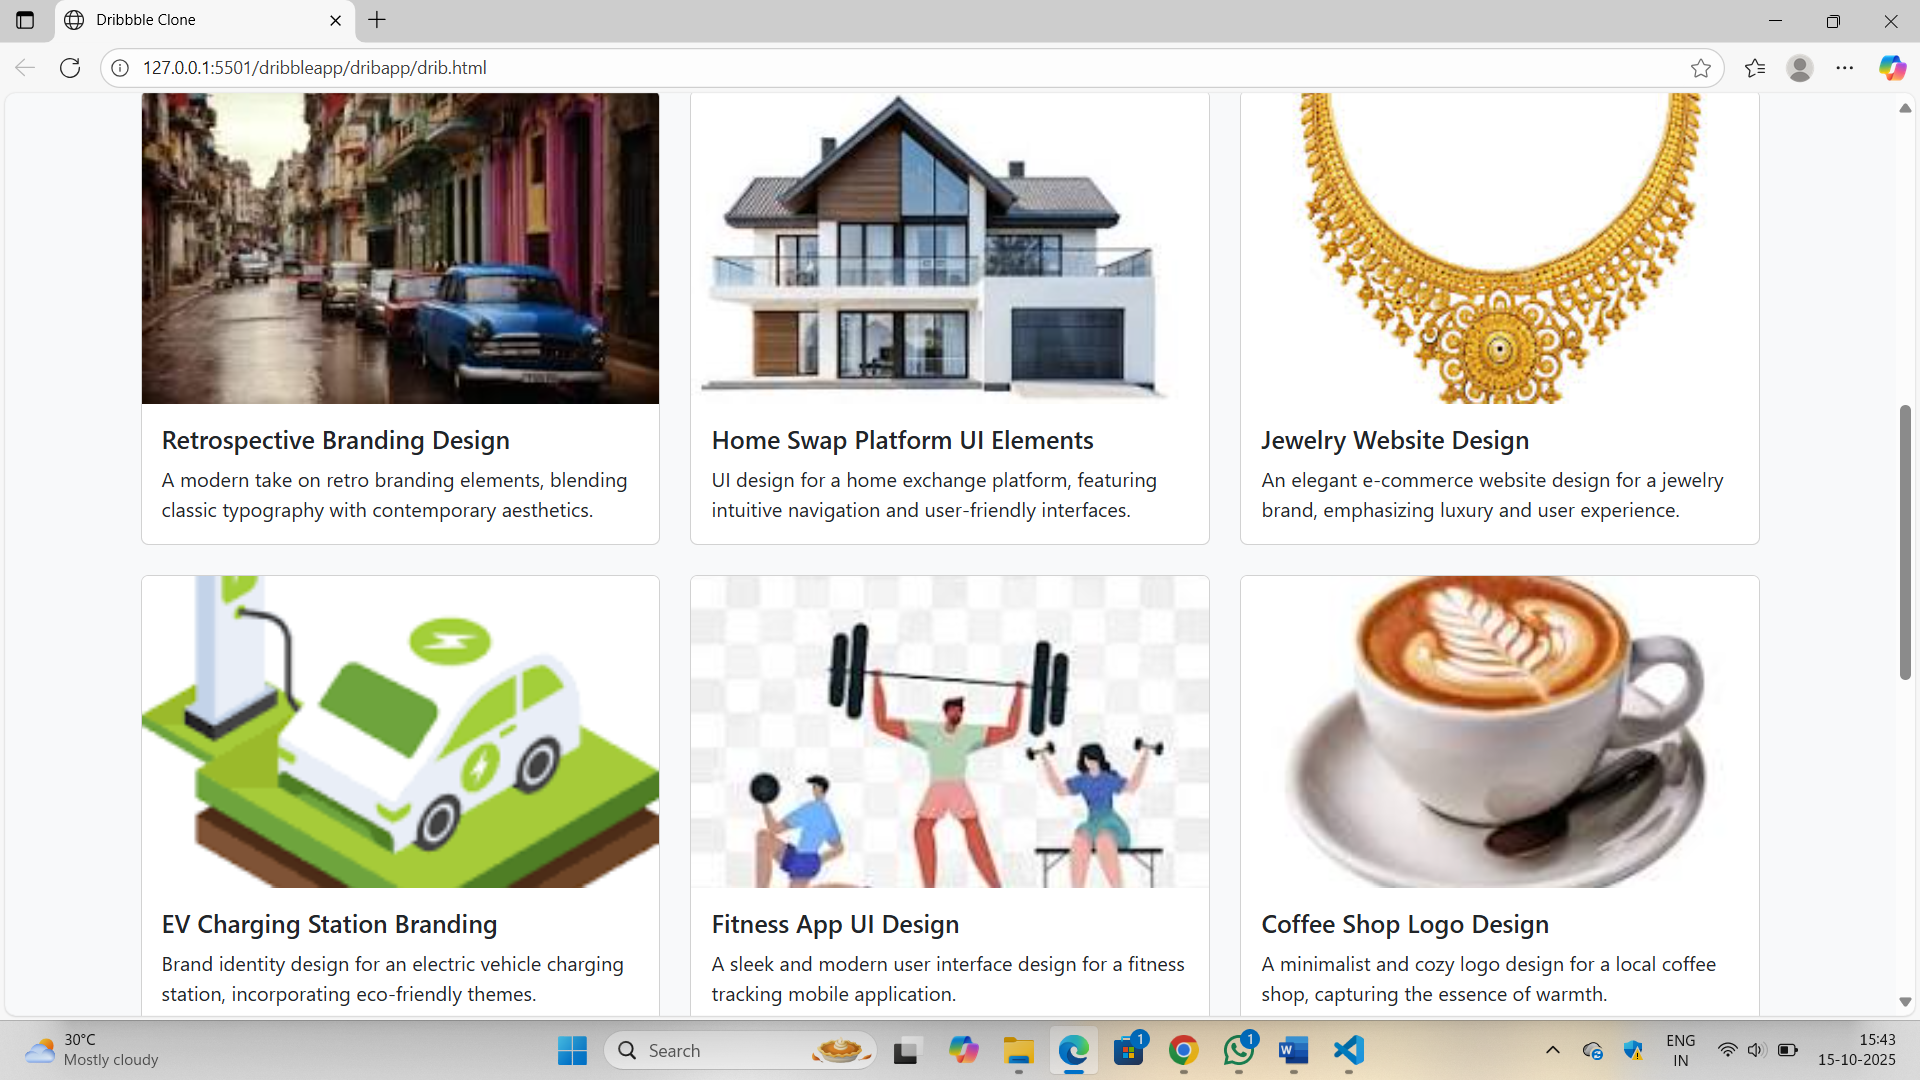 Dribbble Clone
127.0.0.1:5501/dribbleapp/dribapp/drib.html
Retrospective Branding Design
A modern take on retro branding elements, blending
classic typography with contemporary aesthetics.
Home Swap Platform UI Elements
UI design for a home exchange platform, featuring
intuitive navigation and user-friendly interfaces.
Jewelry Website Design
An elegant e-commerce website design for a jewelry
brand, emphasizing luxury and user experience.
EV Charging Station Branding
Brand identity design for an electric vehicle charging
station, incorporating eco-friendly themes.
Fitness App UI Design
A sleek and modern user interface design for a fitness
tracking mobile application.
Coffee Shop Logo Design
A minimalist and cozy logo design for a local coffee
shop, capturing the essence of warmth.
30°C
Mostly cloudy
Search
1
1
W
ENG
IN
15:43
15-10-2025